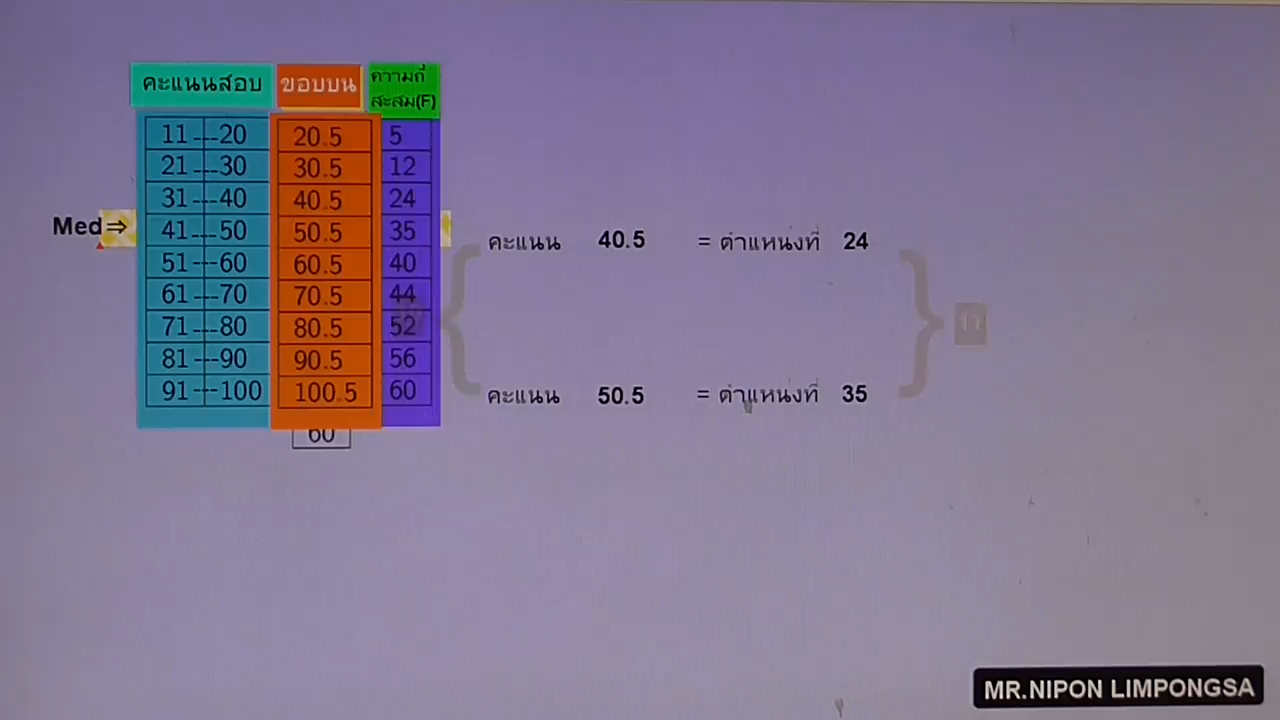 คะแนนสอบ ขอบบน ความถี่สะสม(F)
11---20 20.5 5
21---30 30.5 12
31---40 40.5 24
Med⇒ 41---50 50.5 35
51---60 60.5 40
61---70 70.5 44
71---80 80.5 52
81---90 90.5 56
91---100 100.5 60
60
คะแนน 40.5 = ตำแหน่งที่ 24
คะแนน 50.5 = ตำแหน่งที่ 35
11
MR.NIPON LIMPONGSA